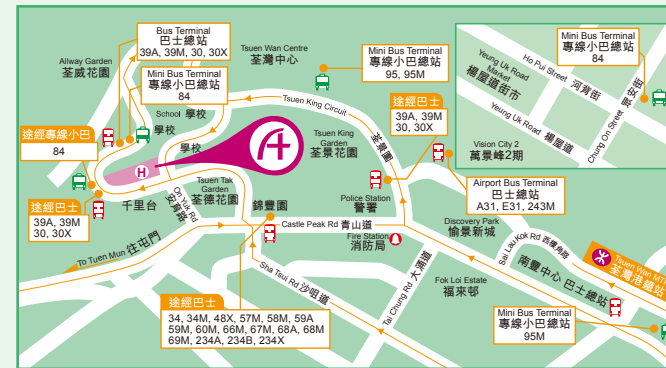 Bus Terminal
巴士總站
39A, 39M, 30, 30X
Allway Garden
荃威花園
Mini Bus Terminal
專線小巴總站
84
School 學校
學校
學校
途經專線小巴
84
途經巴士
39A, 39M
30, 30X
H
千里台
On Yuk Rd
安育路
Tsuen Tak
Garden
荃德花園
錦豐園
To Tuen Mun 往屯門
Tsuen Wan Centre
荃灣中心
Mini Bus Terminal
專線小巴總站
95, 95M
Tsuen King Circuit
荃景圍
Tsuen King
Garden
荃景花園
途經巴士
39A, 39M
30, 30X
Police Station
警署
Castle Peak Rd 青山道
Fire Station
消防局
Sha Tsui Rd 沙咀道
Tai Chung Rd 大涌道
途經巴士
34, 34M, 48X, 57M, 58M, 59A
59M, 60M, 66M, 67M, 68A, 68M
69M, 234A, 234B, 234X
Mini Bus Terminal
專線小巴總站
84
Yeung Uk Road
Market
楊屋道街市
Ho Pui Street 河背街
Yeung Uk Road 楊屋道
Chung On Street 眾安街
Vision City 2
萬景峰2期
Airport Bus Terminal
巴士總站
A31, E31, 243M
Discovery Park
愉景新城
Sai Lau Kok Rd 西樓角路
Tsuen Wan MTR
荃灣港鐵站
南豐中心 巴士總站
Fok Loi Estate
福來邨
Mini Bus Terminal
專線小巴總站
95M